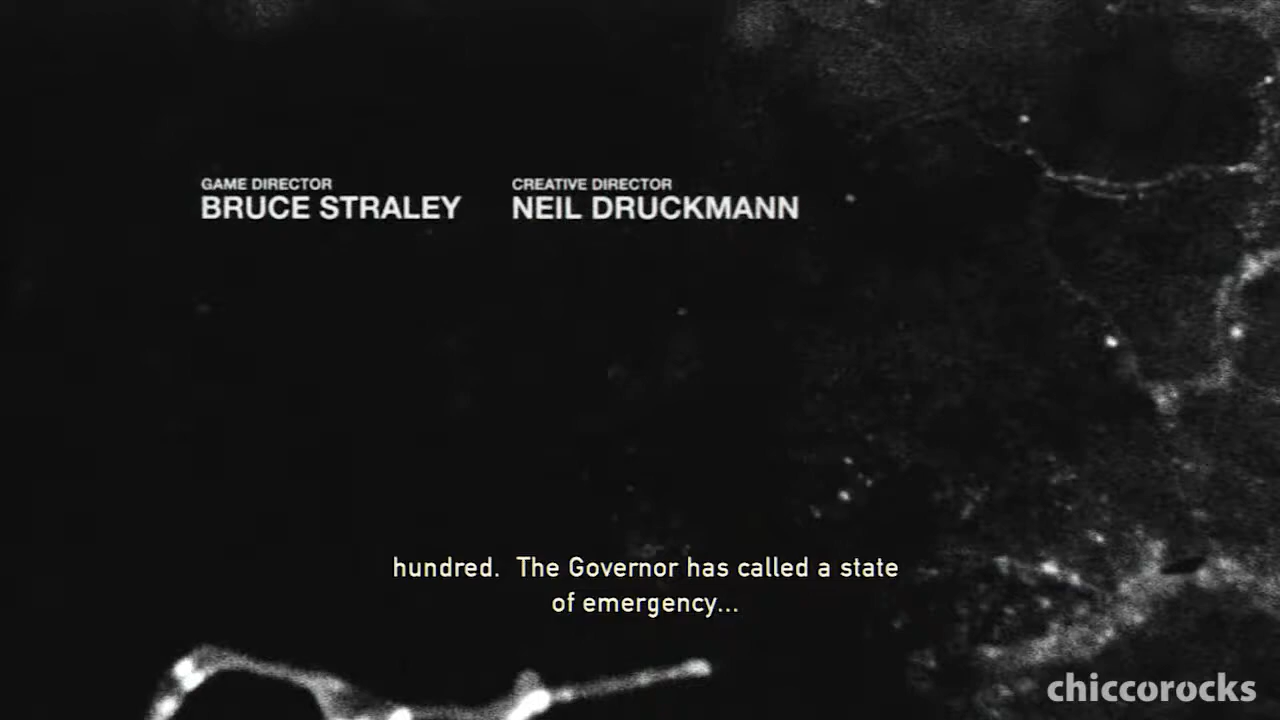 GAME DIRECTOR
BRUCE STRALEY
CREATIVE DIRECTOR
NEIL DRUCKMANN
hundred. The Governor has called a state
of emergency...
chiccorocks